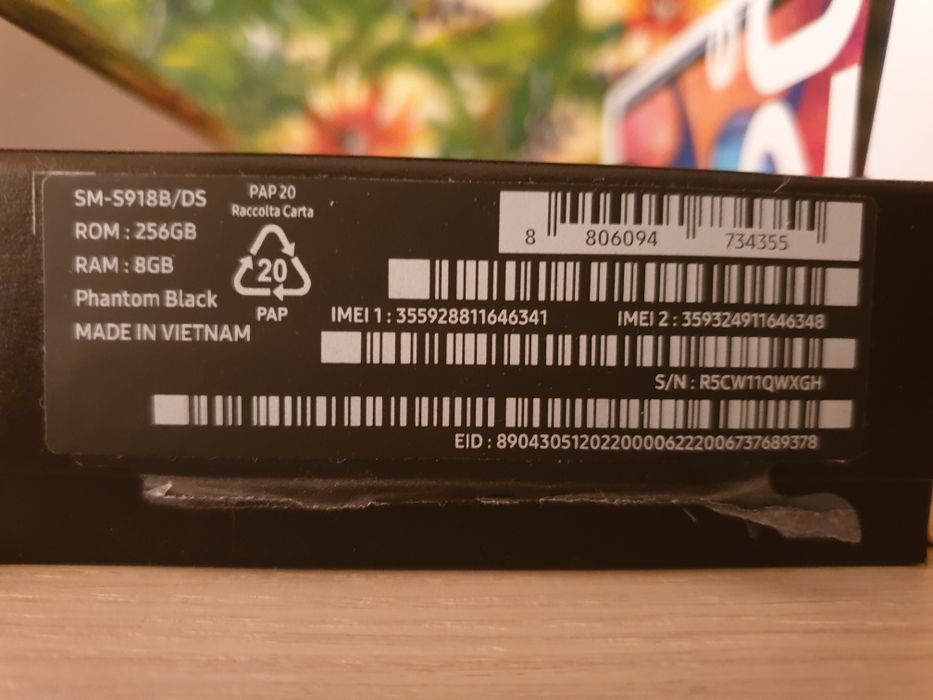 SM-S918B/DS
ROM : 256GB
RAM : 8GB
Phantom Black
MADE IN VIETNAM
PAP 20
Raccolta Carta
20
PAP
8 806094 734355
IMEI 1 : 355928811646341
IMEI 2 : 359324911646348
S/N : R5CW11QWXGH
EID : 89043051202200006222006737689378